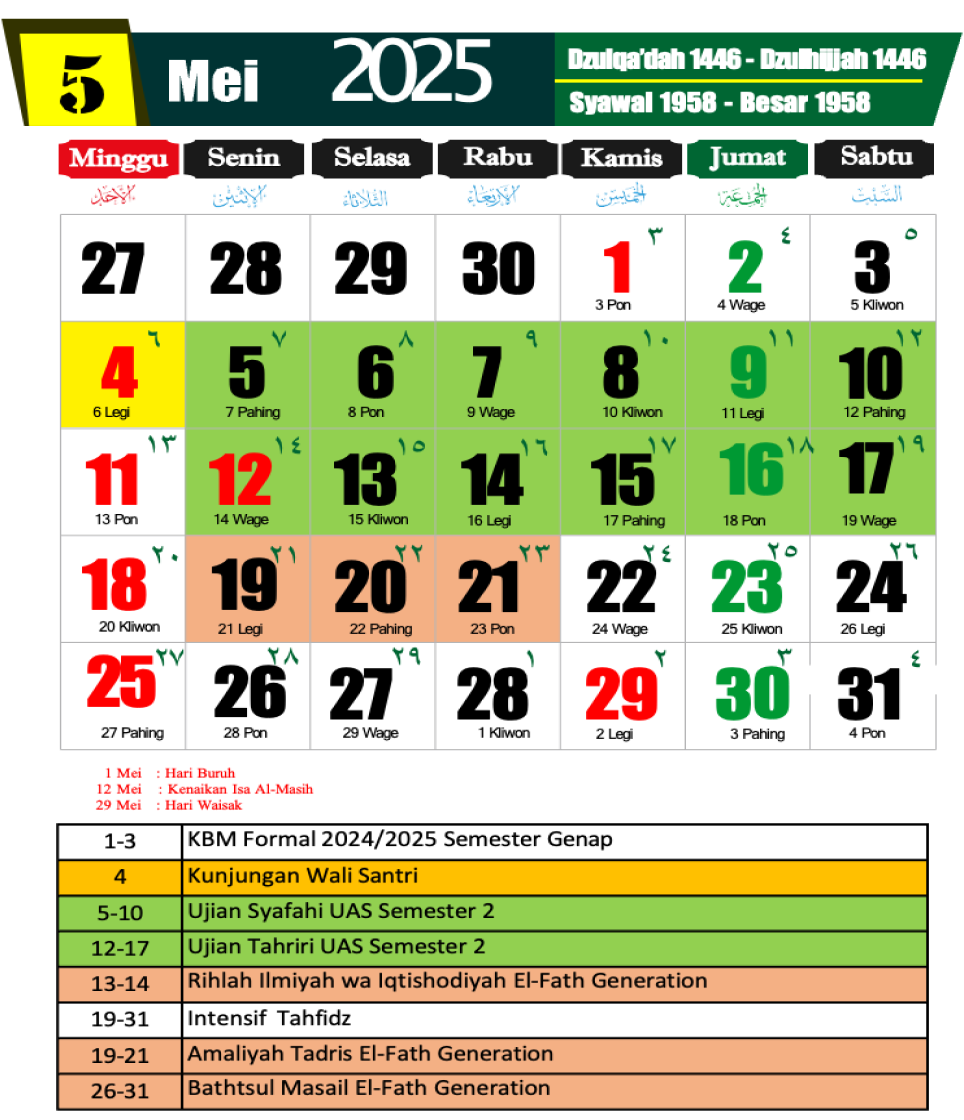 5
Mei
2025
Dzulqa'dah 1446 - Dzulhijjah 1446
Syawal 1958 - Besar 1958
Minggu Senin Selasa Rabu Kamis Jumat Sabtu
الأحد الإثنين الثلاثاء الأربعاء الخميس الجمعة السبت
٣ ٤ ٥
27 28 29 30 1 2 3
3 Pon 4 Wage 5 Kliwon
٦ ٧ ٨ ٩ ١٠ ١١ ١٢
4 5 6 7 8 9 10
6 Legi 7 Pahing 8 Pon 9 Wage 10 Kliwon 11 Legi 12 Pahing
١٣ ١٤ ١٥ ١٦ ١٧ ١٨ ١٩
11 12 13 14 15 16 17
13 Pon 14 Wage 15 Kliwon 16 Legi 17 Pahing 18 Pon 19 Wage
٢٠ ٢١ ٢٢ ٢٣ ٢٤ ٢٥ ٢٦
18 19 20 21 22 23 24
20 Kliwon 21 Legi 22 Pahing 23 Pon 24 Wage 25 Kliwon 26 Legi
٢٧ ٢٨ ٢٩ ١ ٢ ٣ ٤
25 26 27 28 29 30 31
27 Pahing 28 Pon 29 Wage 1 Kliwon 2 Legi 3 Pahing 4 Pon
1 Mei : Hari Buruh
12 Mei : Kenaikan Isa Al-Masih
29 Mei : Hari Waisak
1-3 KBM Formal 2024/2025 Semester Genap
4 Kunjungan Wali Santri
5-10 Ujian Syafahi UAS Semester 2
12-17 Ujian Tahriri UAS Semester 2
13-14 Rihlah Ilmiyah wa Iqtishodiyah El-Fath Generation
19-31 Intensif Tahfidz
19-21 Amaliyah Tadris El-Fath Generation
26-31 Bathtsul Masail El-Fath Generation